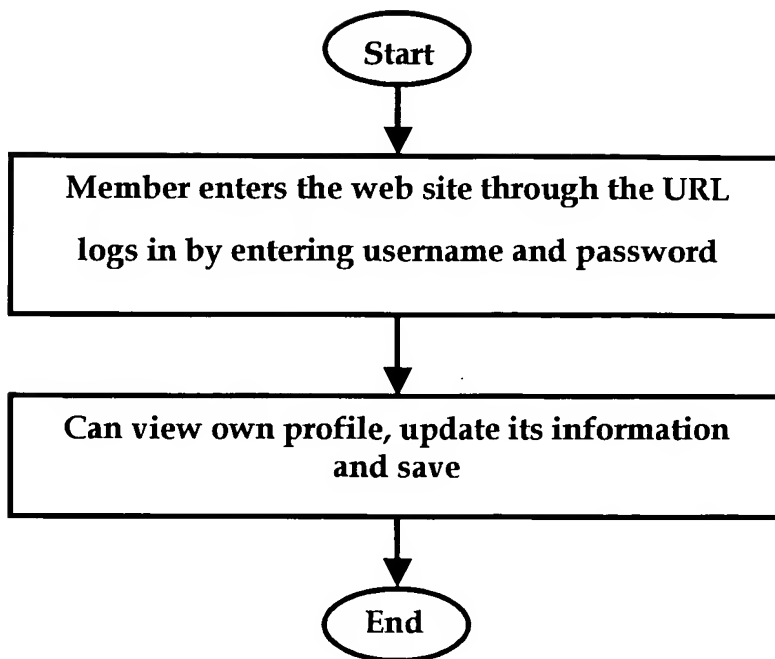 Start
Member enters the web site through the URL
logs in by entering username and password
Can view own profile, update its information
and save
End